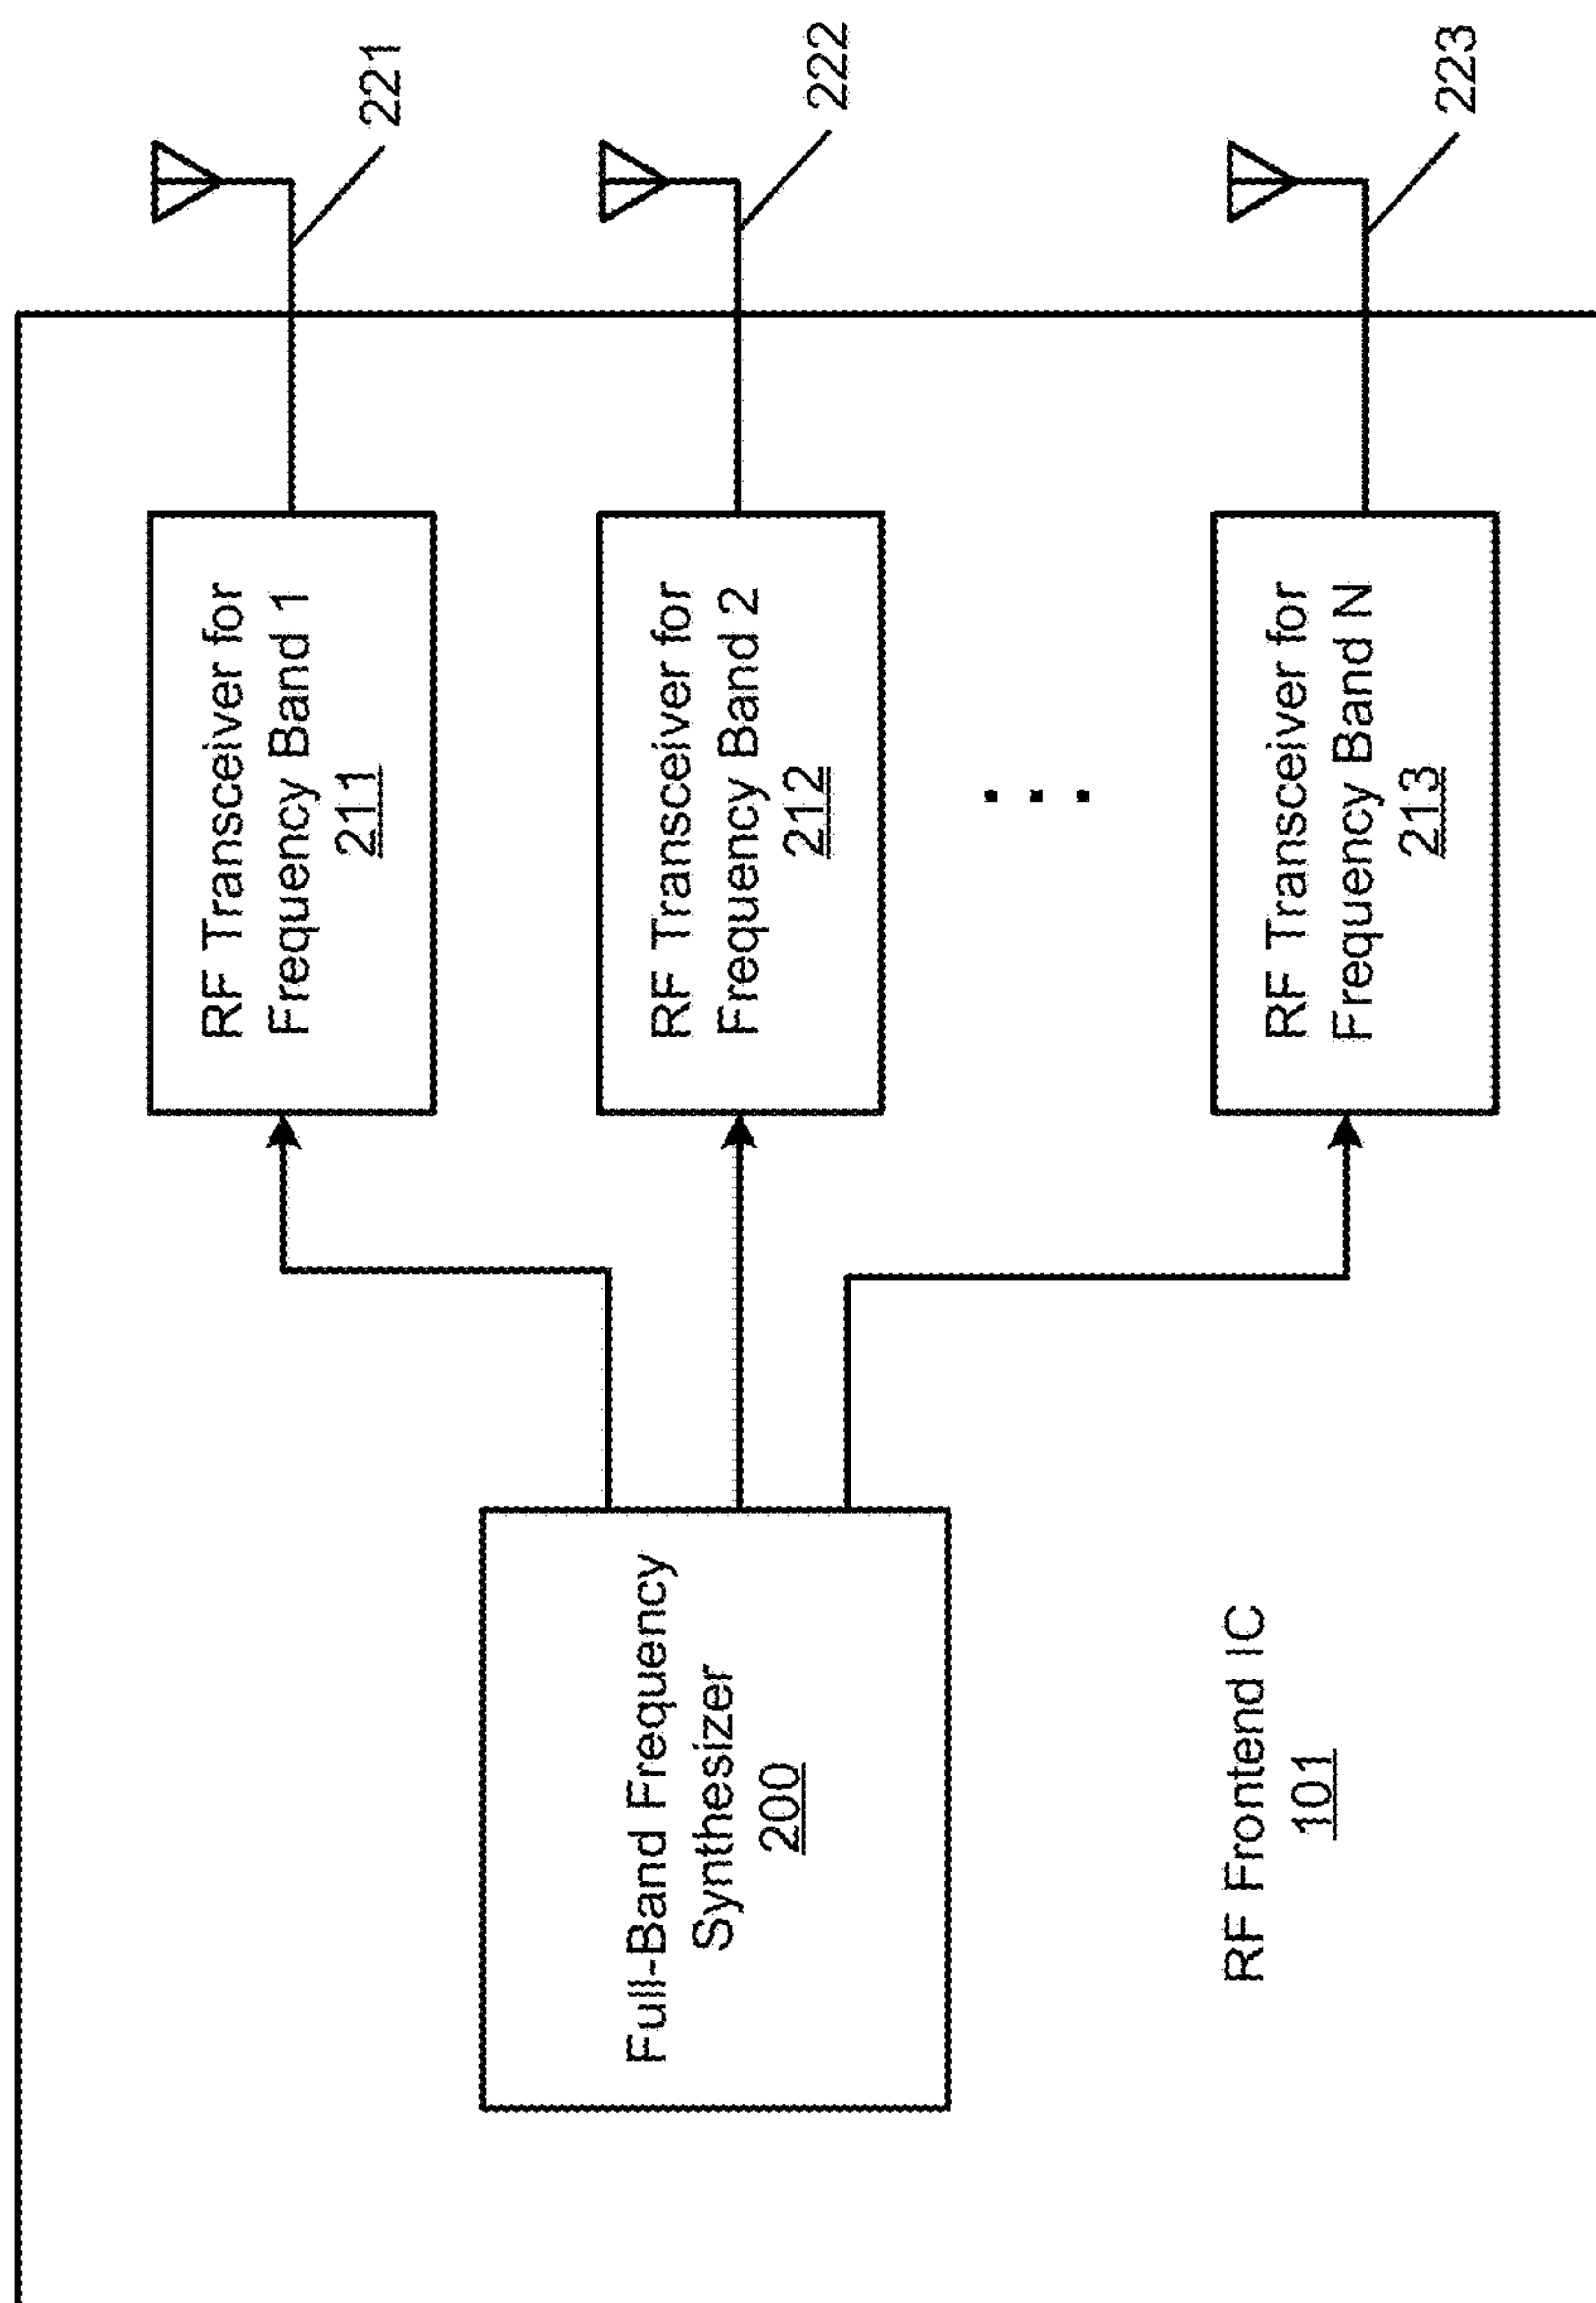 RF Transceiver for
Frequency Band 1
211
221
RF Transceiver for
Frequency Band 2
212
222
Full-Band Frequency
Synthesizer
200
. . .
RF Transceiver for
Frequency Band N
213
223
RF Frontend IC
101